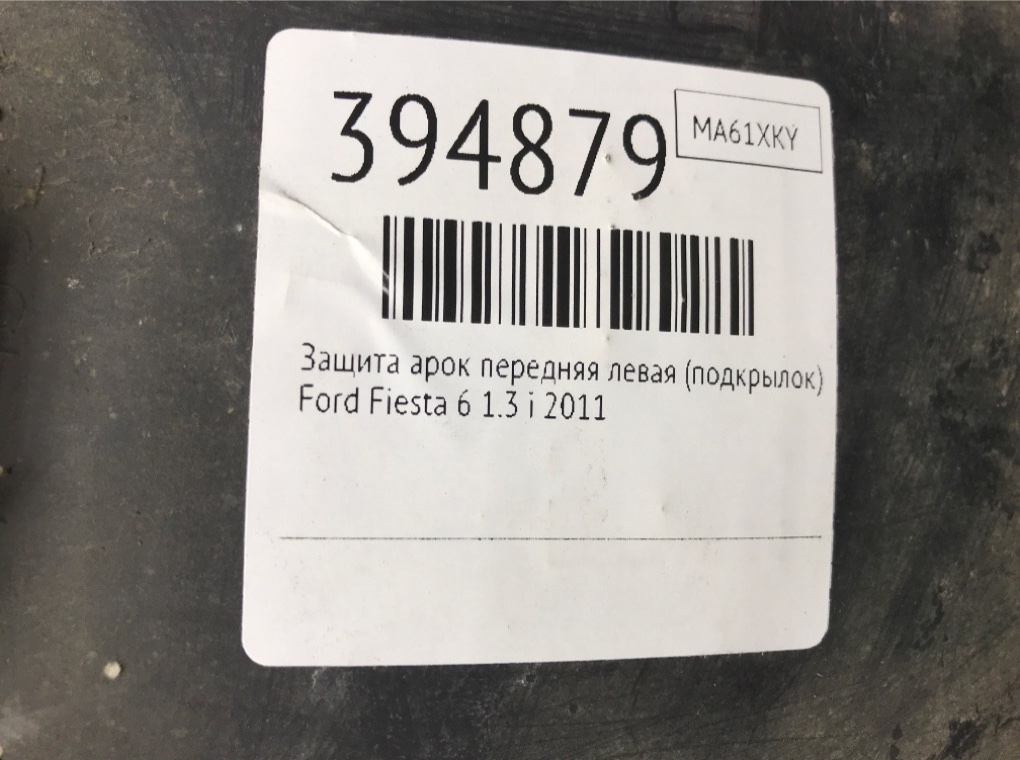 394879
MA61XKY
Защита арок передняя левая (подкрылок)
Ford Fiesta 6 1.3 i 2011